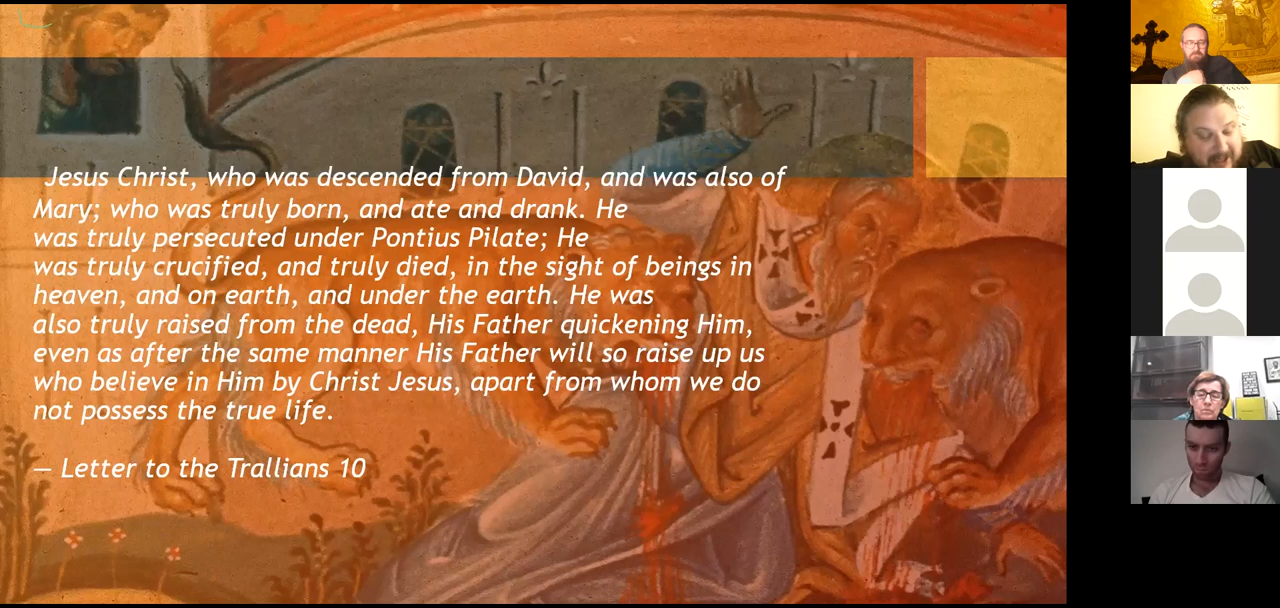 Jesus Christ, who was descended from David, and was also of
Mary; who was truly born, and ate and drank. He
was truly persecuted under Pontius Pilate; He
was truly crucified, and truly died, in the sight of beings in
heaven, and on earth, and under the earth. He was
also truly raised from the dead, His Father quickening Him,
even as after the same manner His Father will so raise up us
who believe in Him by Christ Jesus, apart from whom we do
not possess the true life.
— Letter to the Trallians 10